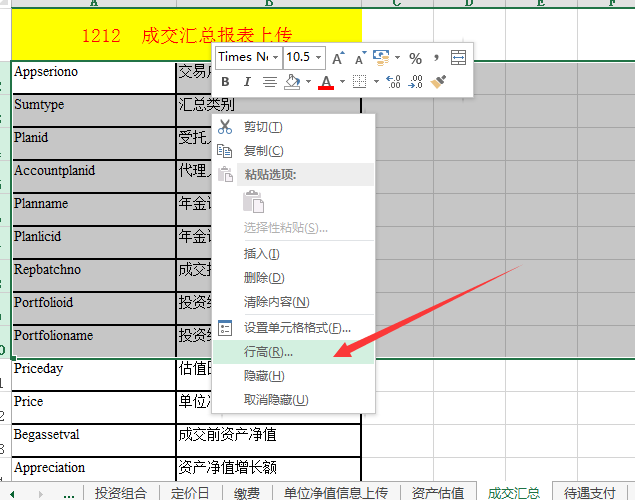 A B C D E F
1212 成交汇总报表上传
Times Ne 10.5 A A % ,
B I A .00 .00
Appseriono 交易
Sumtype 汇总类别
Planid 受托
Accountplanid 代理
Planname 年金
Planlicid 年金
Repbatchno 成交
Portfolioid 投资
Portfolioname 投资
Priceday 估值
Price 单位
Begassetval 成交前资产净值
Appreciation 资产净值增长额
剪切(T)
复制(C)
粘贴选项:
选择性粘贴(S)...
插入(I)
删除(D)
清除内容(N)
设置单元格格式(F)...
行高(R)...
隐藏(H)
取消隐藏(U)
... 投资组合 定价日 缴费 单位净值信息上传 资产估值 成交汇总 待遇支付